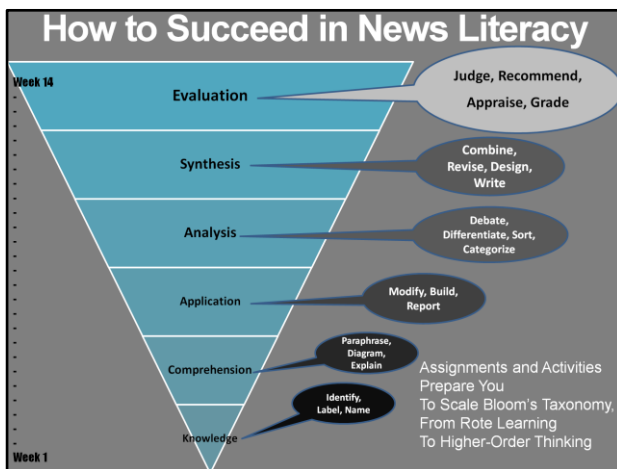 How to Succeed in News Literacy
Week 14
Evaluation
Judge, Recommend,
Appraise, Grade
Synthesis
Combine,
Revise, Design,
Write
Analysis
Debate,
Differentiate, Sort,
Categorize
Application
Modify, Build,
Report
Comprehension
Paraphrase,
Diagram,
Explain
Knowledge
Identify,
Label, Name
Assignments and Activities
Prepare You
To Scale Bloom's Taxonomy,
From Rote Learning
To Higher-Order Thinking
Week 1